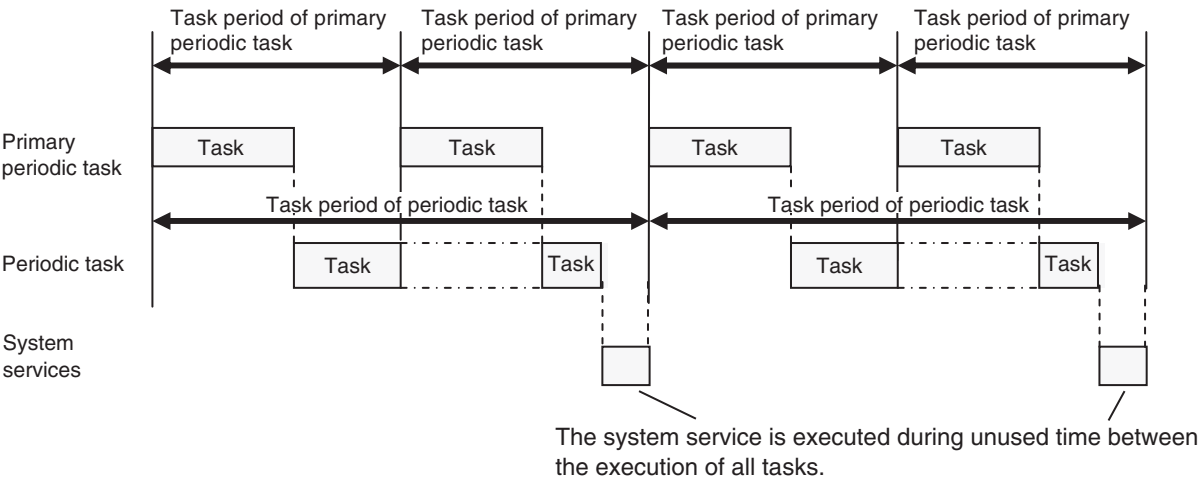 Task period of primary
periodic task
Task period of primary
periodic task
Task period of primary
periodic task
Task period of primary
periodic task
Primary
periodic task
Task
Task
Task
Task
Task period of periodic task
Task period of periodic task
Periodic task
Task
Task
Task
Task
System
services
The system service is executed during unused time between
the execution of all tasks.